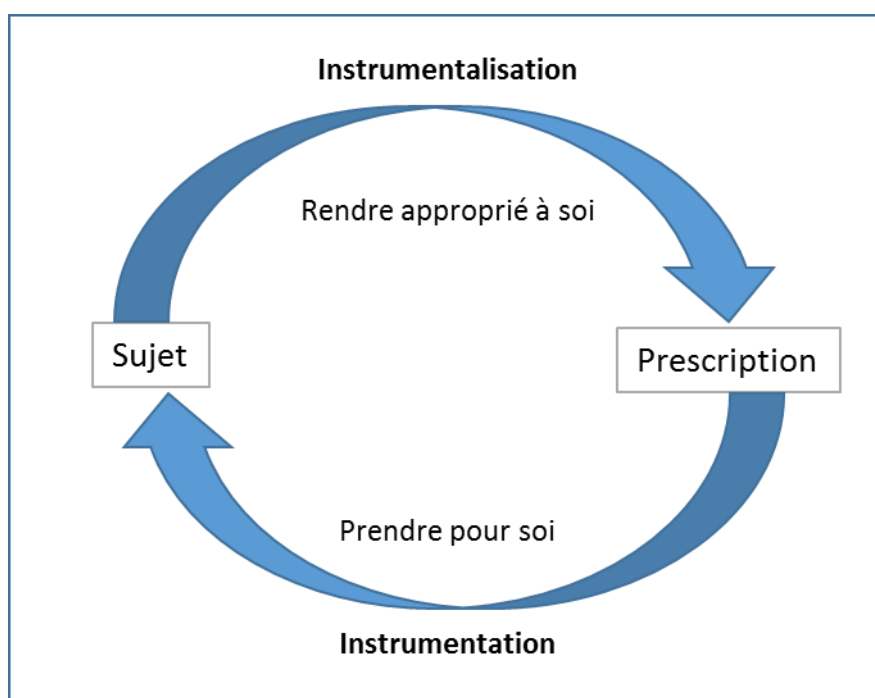 Instrumentalisation
Rendre approprié à soi
Sujet
Prescription
Prendre pour soi
Instrumentation